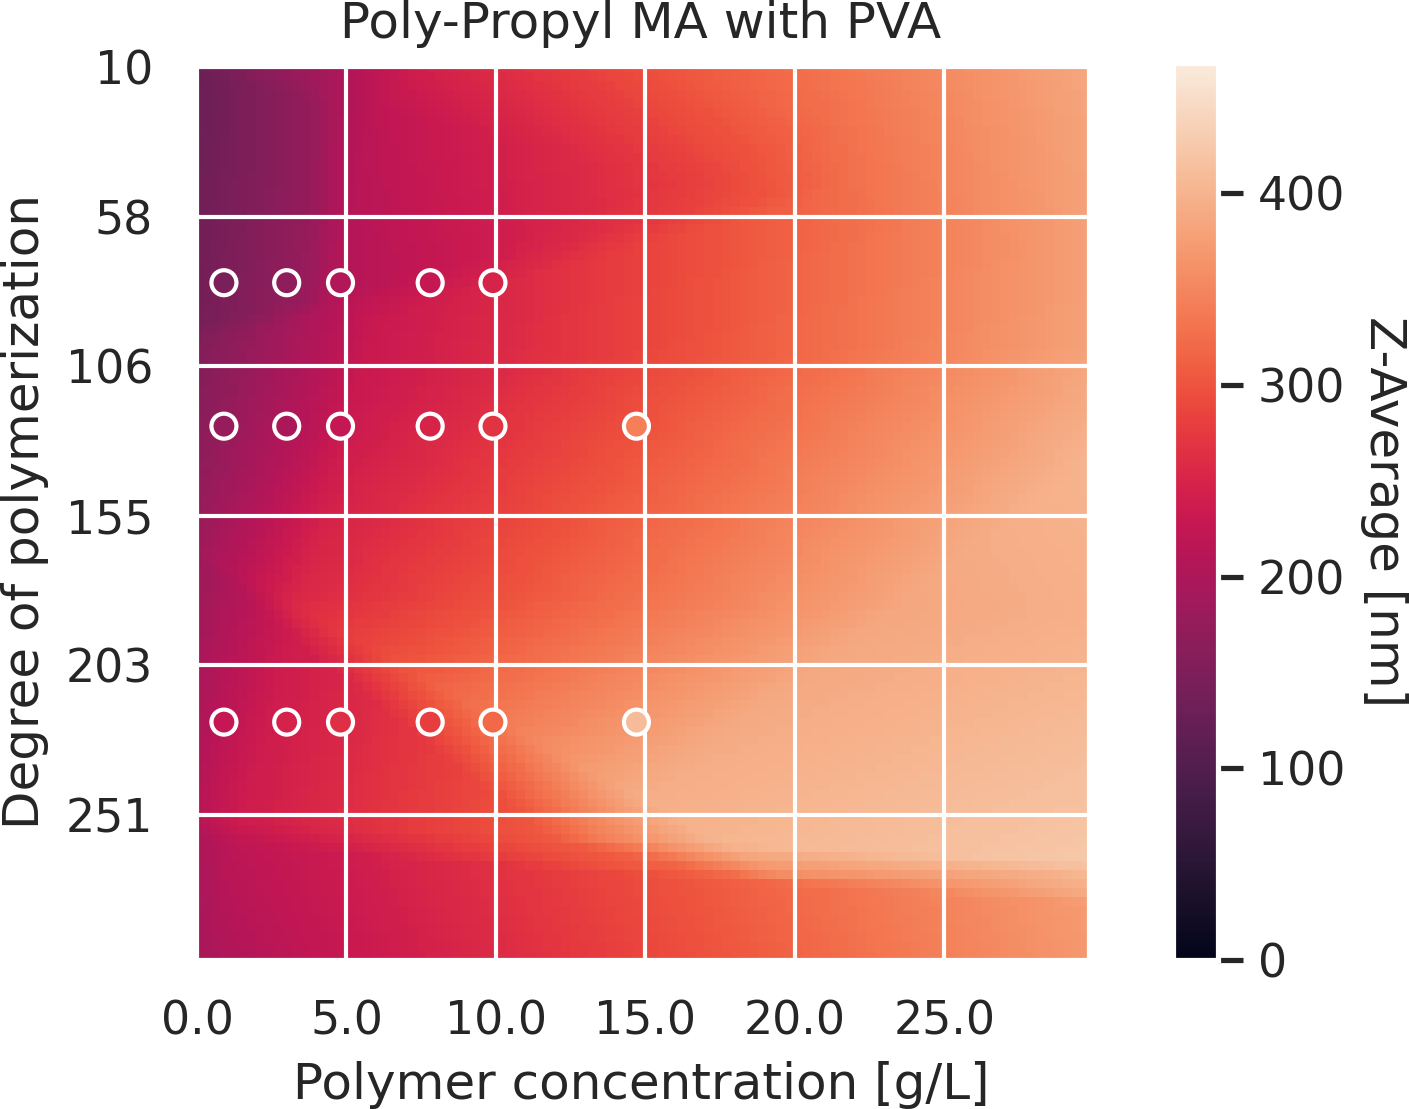 Poly-Propyl MA with PVA
10
58
106
155
203
251
Degree of polymerization
0.0 5.0 10.0 15.0 20.0 25.0
Polymer concentration [g/L]
400
300
200
100
0
Z-Average [nm]